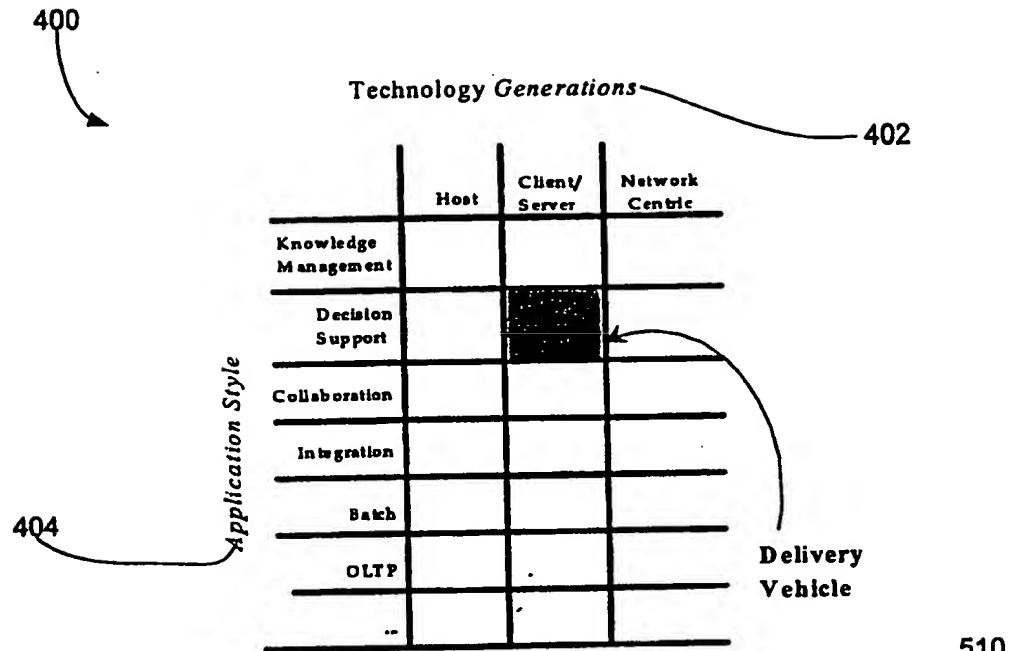 400
Technology Generations
402
Host
Client/
Server
Network
Centric
Knowledge
Management
Decision
Support
Collaboration
Integration
Batch
OLTP
..
Application Style
404
Delivery
Vehicle
510